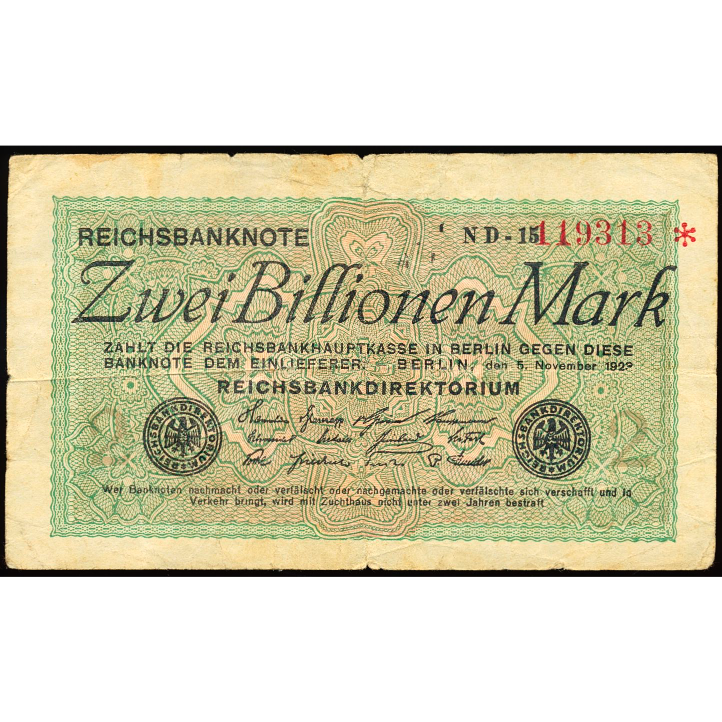 REICHSBANKNOTE
ND-15 119313 *
Zwei Billionen Mark
ZAHLT DIE REICHSBANKHAUPTKASSE IN BERLIN GEGEN DIESE
BANKNOTE DEM EINLIEFERER. BERLIN, den 5. November 1923
REICHSBANKDIREKTORIUM
REICHSBANKDIREKTORIUM
REICHSBANKDIREKTORIUM
Wer Banknoten nachmacht oder verfälscht oder nachgemachte oder verfälschte sich verschafft und in
Verkehr bringt, wird mit Zuchthaus nicht unter zwei Jahren bestraft